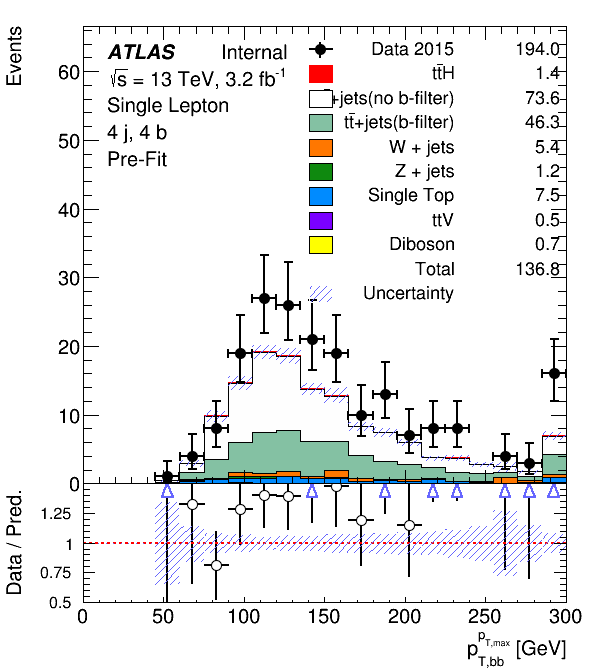 Events
ATLAS Internal
√s = 13 TeV, 3.2 fb⁻¹
Single Lepton
4 j, 4 b
Pre-Fit
Data 2015 194.0
tt̄H 1.4
+jets(no b-filter) 73.6
tt̄+jets(b-filter) 46.3
W + jets 5.4
Z + jets 1.2
Single Top 7.5
ttV 0.5
Diboson 0.7
Total 136.8
Uncertainty
60
50
40
30
20
10
0
Data / Pred.
1.25
1
0.75
0.5
0 50 100 150 200 250 300
p_{T,bb}^{p_{T,max}} [GeV]